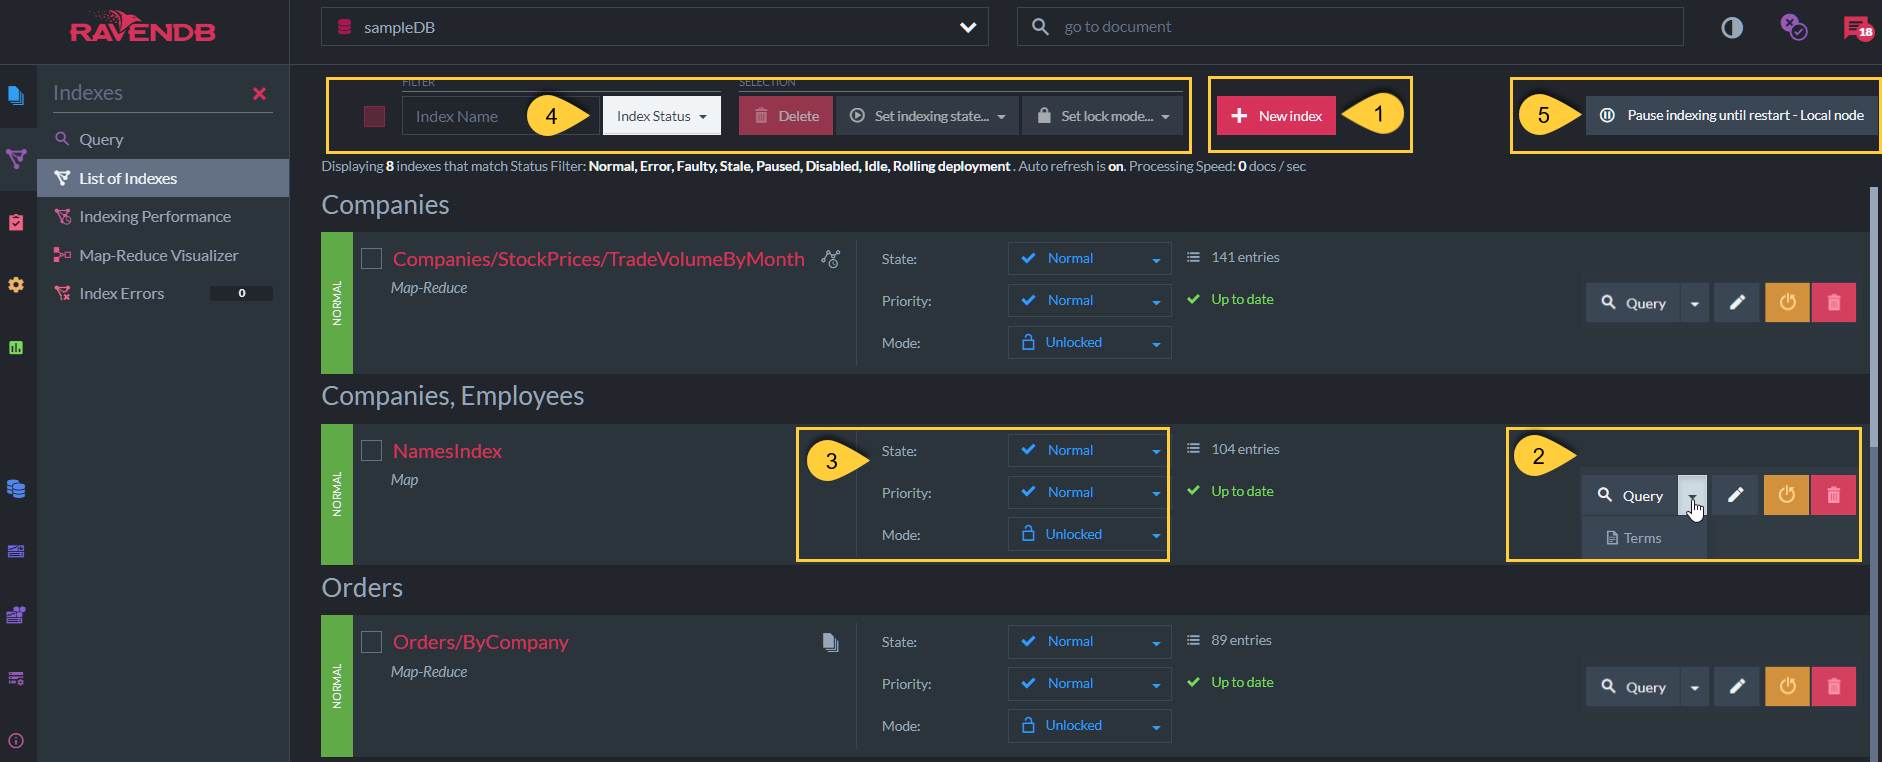 RAVENDB
sampleDB
go to document
18
Indexes
Query
List of Indexes
Indexing Performance
Map-Reduce Visualizer
Index Errors 0
FILTER
SELECTION
Index Name
4
Index Status
Delete
Set indexing state...
Set lock mode...
New index
1
5
Pause indexing until restart - Local node
Displaying 8 indexes that match Status Filter: Normal, Error, Faulty, Stale, Paused, Disabled, Idle, Rolling deployment . Auto refresh is on. Processing Speed: 0 docs / sec
Companies
NORMAL
Companies/StockPrices/TradeVolumeByMonth
Map-Reduce
State: Normal
Priority: Normal
Mode: Unlocked
141 entries
Up to date
Query
Companies, Employees
NORMAL
NamesIndex
Map
3
State: Normal
Priority: Normal
Mode: Unlocked
104 entries
Up to date
2
Query
Terms
Orders
NORMAL
Orders/ByCompany
Map-Reduce
State: Normal
Priority: Normal
Mode: Unlocked
89 entries
Up to date
Query